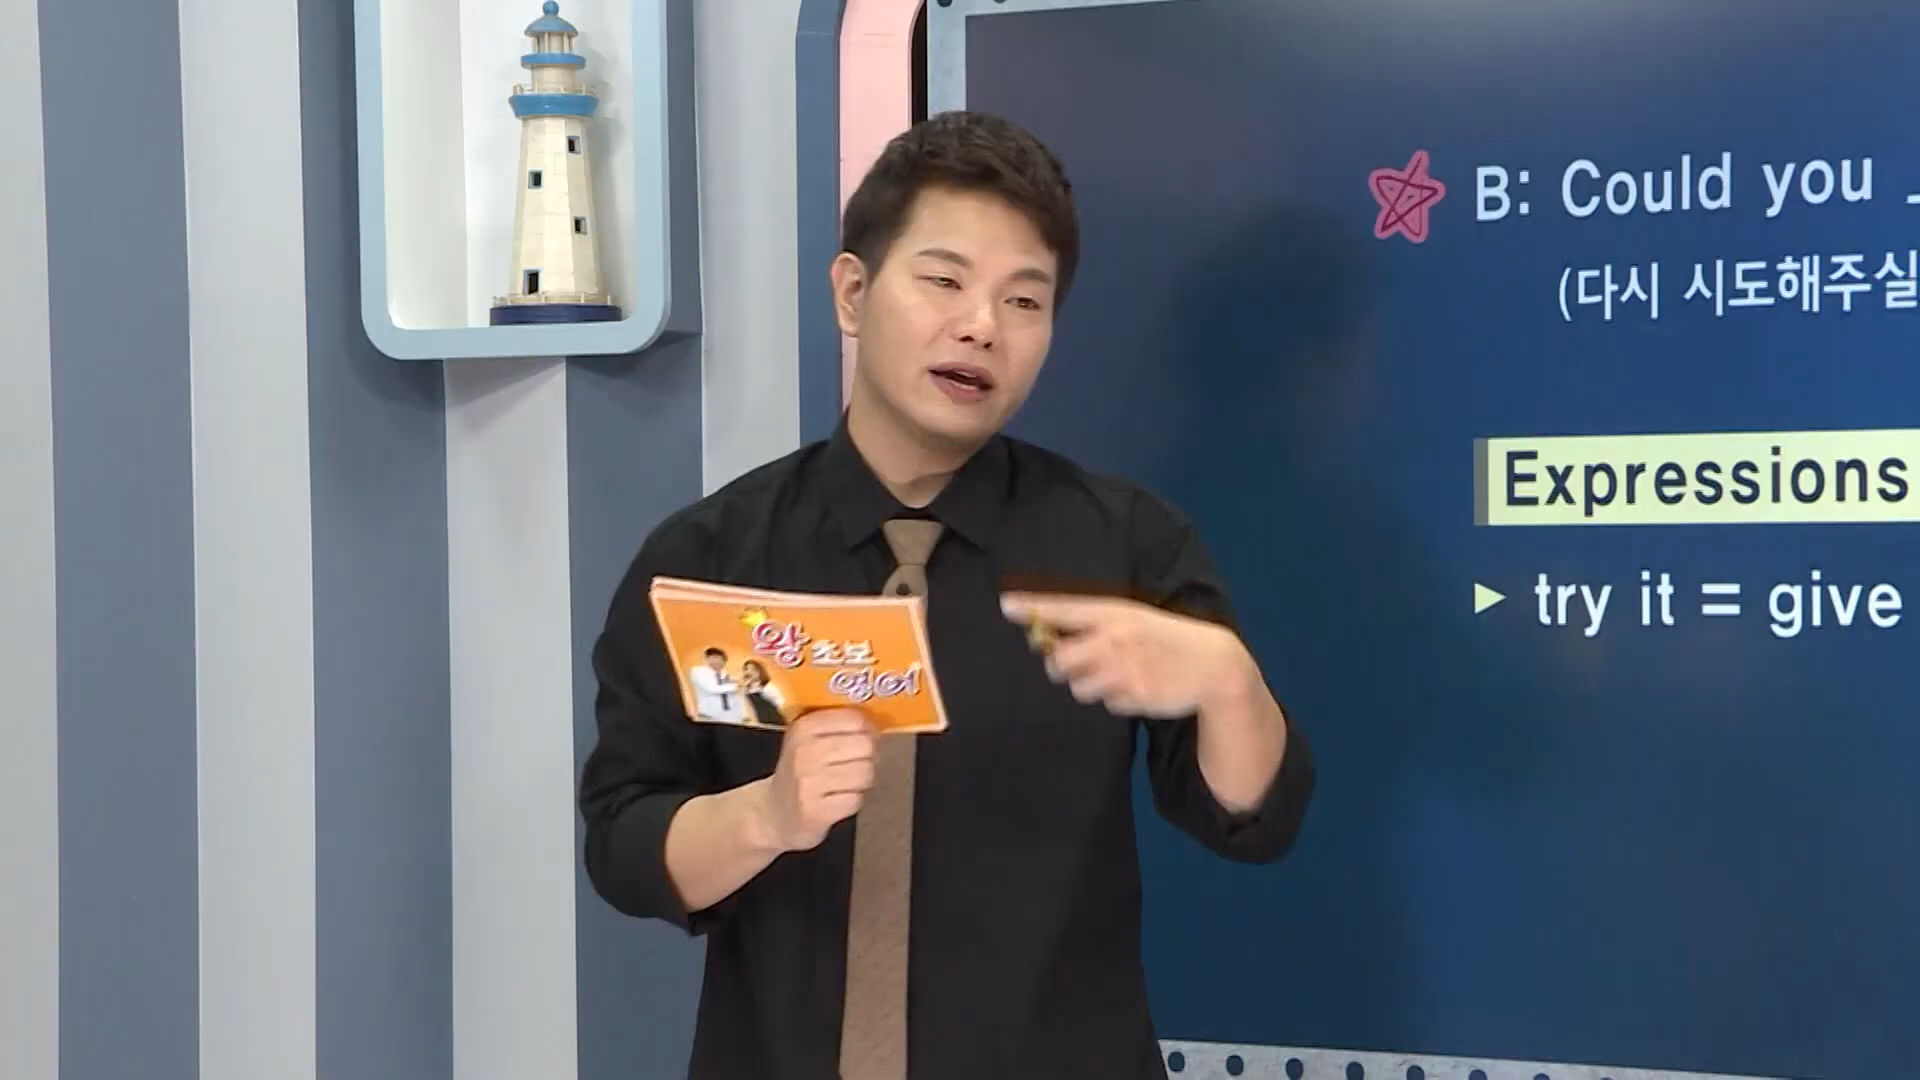 왕초보
영어
B: Could you
(다시 시도해주실
Expressions
try it = give